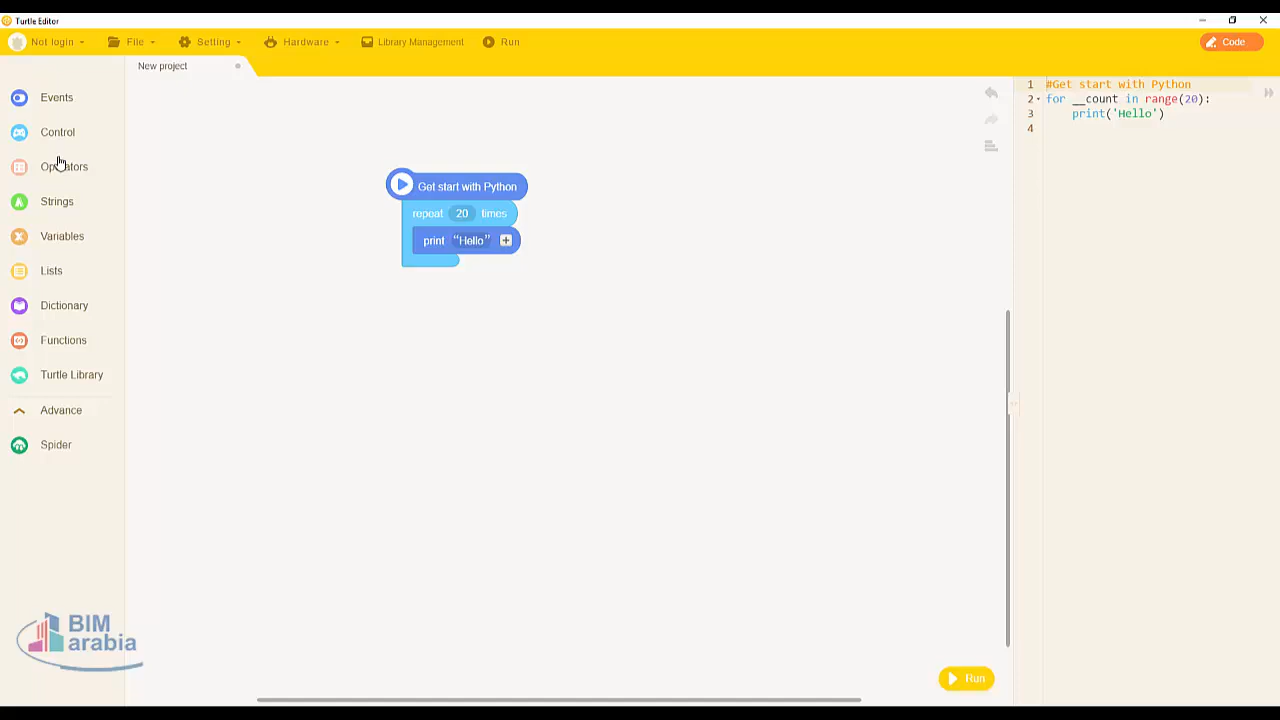 Turtle Editor
Not login File Setting Hardware Library Management Run Code
New project
Events
Control
Operators
Strings
Variables
Lists
Dictionary
Functions
Turtle Library
Advance
Spider
Get start with Python
repeat 20 times
print “Hello”
1 #Get start with Python
2 for __count in range(20):
3 print('Hello')
4
BIM
arabia
Run